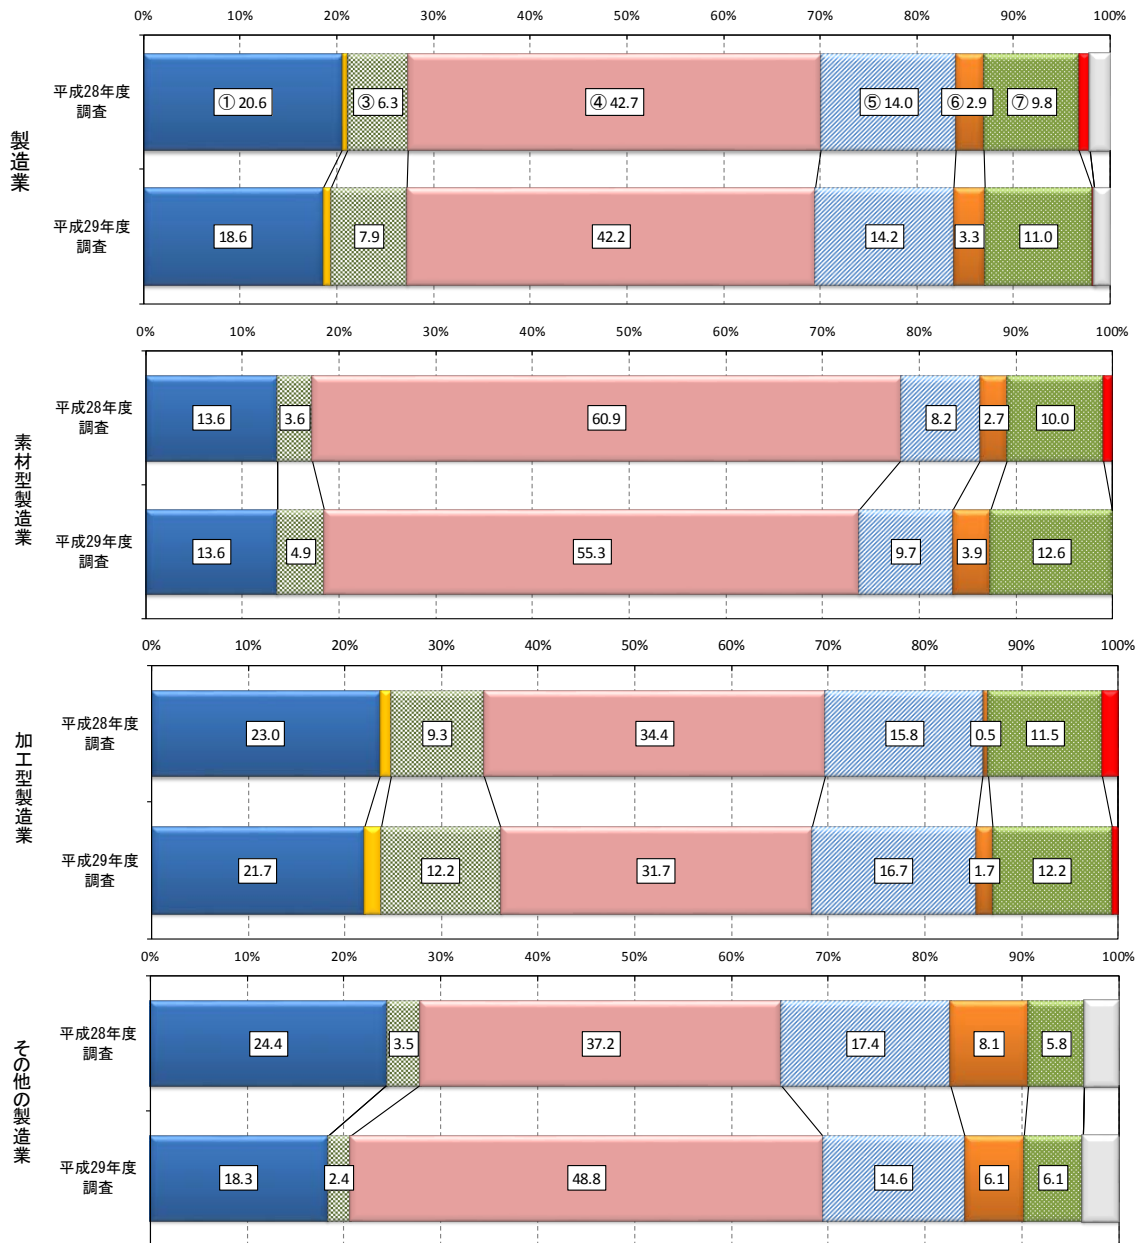 0% 10% 20% 30% 40% 50% 60% 70% 80% 90% 100%
製造業
平成28年度
調査
① 20.6 ③ 6.3 ④ 42.7 ⑤ 14.0 ⑥ 2.9 ⑦ 9.8
平成29年度
調査
18.6 7.9 42.2 14.2 3.3 11.0
0% 10% 20% 30% 40% 50% 60% 70% 80% 90% 100%
素材型製造業
平成28年度
調査
13.6 3.6 60.9 8.2 2.7 10.0
平成29年度
調査
13.6 4.9 55.3 9.7 3.9 12.6
0% 10% 20% 30% 40% 50% 60% 70% 80% 90% 100%
加工型製造業
平成28年度
調査
23.0 9.3 34.4 15.8 0.5 11.5
平成29年度
調査
21.7 12.2 31.7 16.7 1.7 12.2
0% 10% 20% 30% 40% 50% 60% 70% 80% 90% 100%
その他の製造業
平成28年度
調査
24.4 3.5 37.2 17.4 8.1 5.8
平成29年度
調査
18.3 2.4 48.8 14.6 6.1 6.1